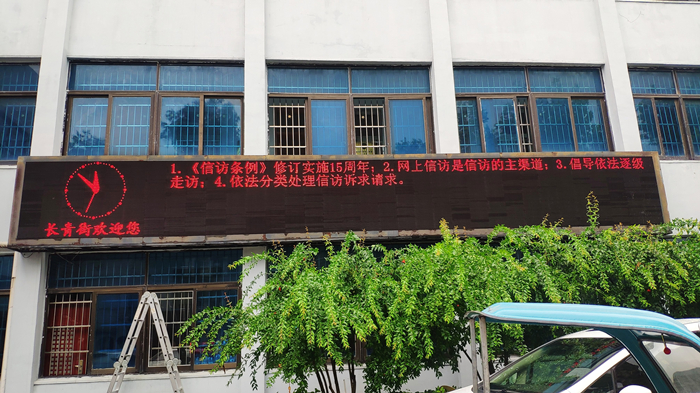 1.《信访条例》修订实施15周年；2.网上信访是信访的主渠道；3.倡导依法逐级
走访；4.依法分类处理信访诉求请求。
长青街欢迎您